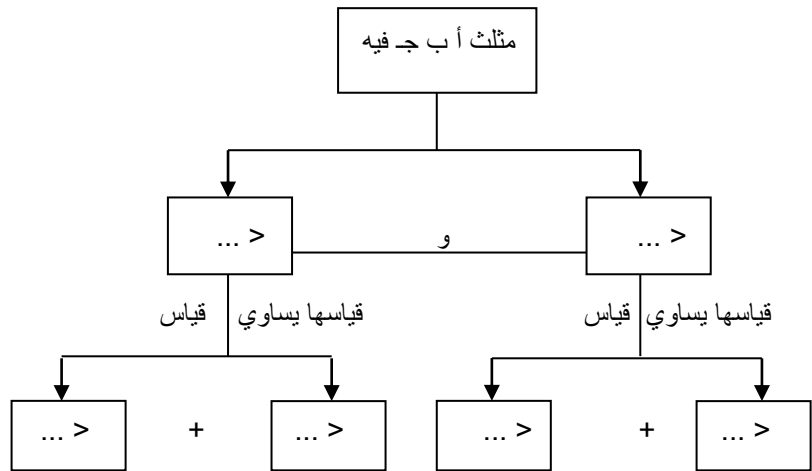 مثلث أ ب جـ فيه
< ...
و
< ...
قياسها يساوي قياس
قياسها يساوي قياس
< ...
+
< ...
< ...
+
< ...